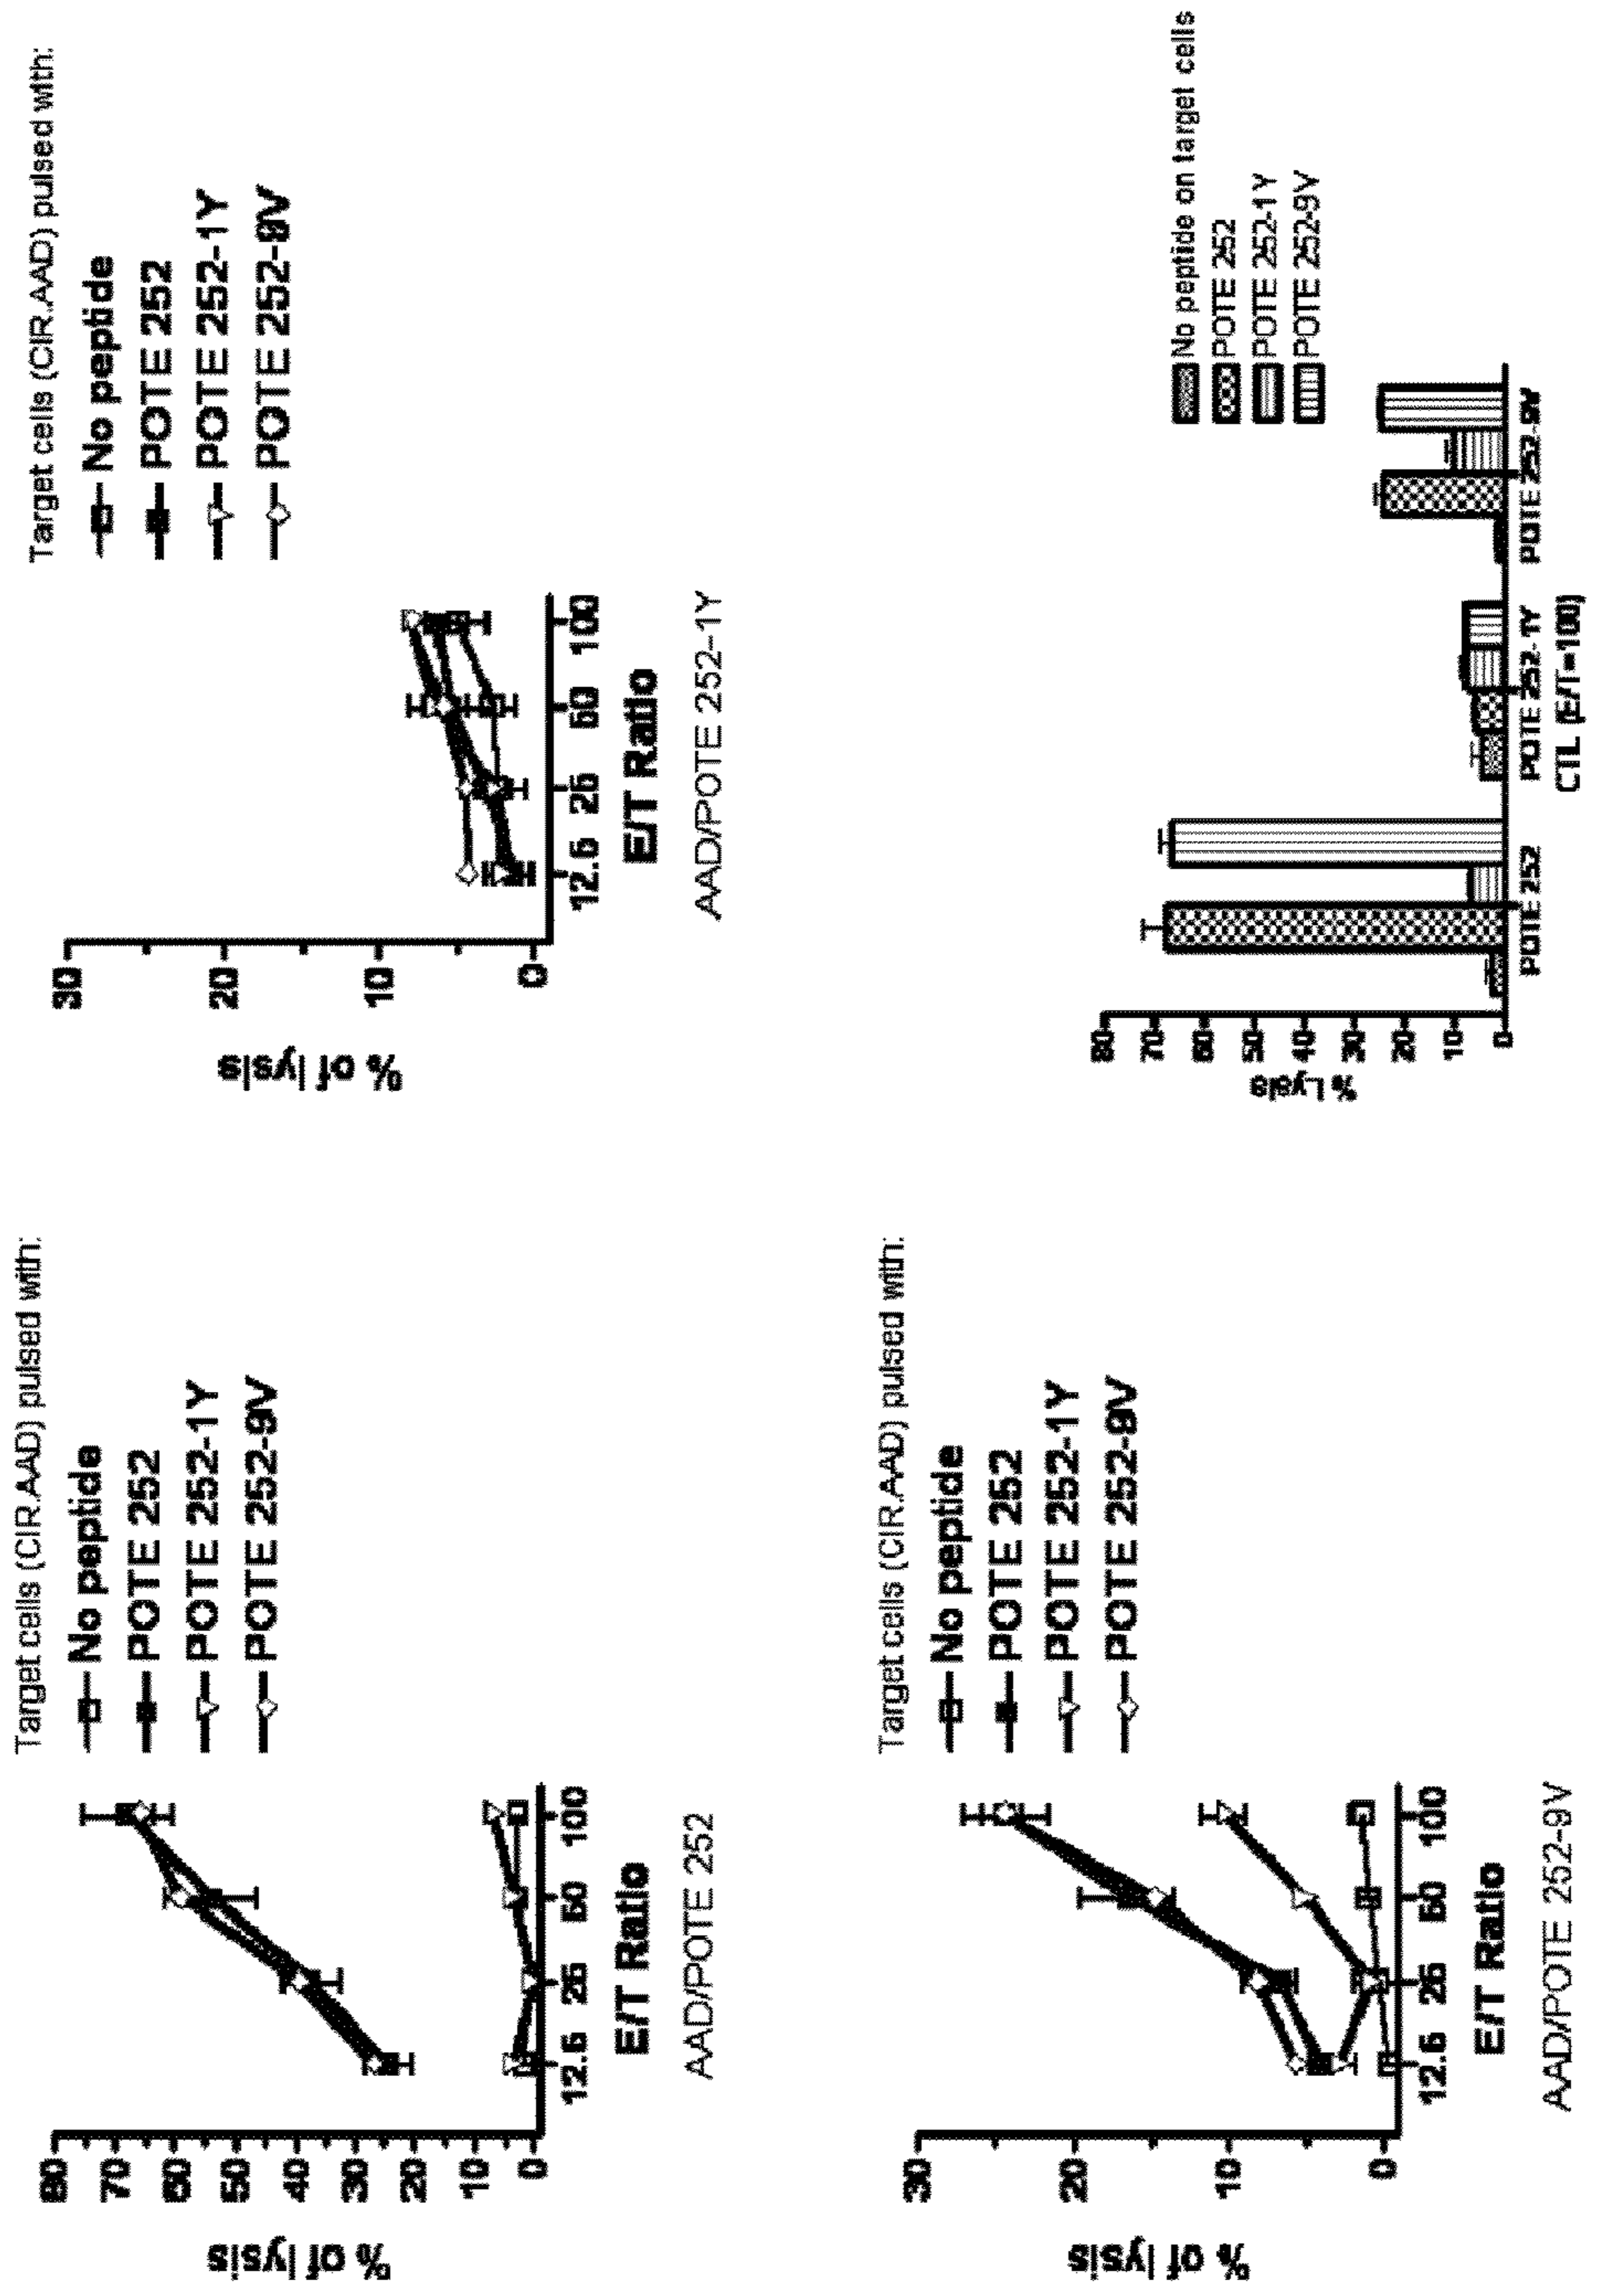 Target cells (CIR.AAD) pulsed with:
No peptide
POTE 252
POTE 252-1Y
POTE 252-9V
% of lysis
80
70
60
50
40
30
20
10
0
12.5 25 50 100
E/T Ratio
AAD/POTE 252
Target cells (CIR.AAD) pulsed with:
No peptide
POTE 252
POTE 252-1Y
POTE 252-9V
% of lysis
30
20
10
0
12.5 25 50 100
E/T Ratio
AAD/POTE 252-1Y
Target cells (CIR.AAD) pulsed with:
No peptide
POTE 252
POTE 252-1Y
POTE 252-9V
% of lysis
30
20
10
0
12.5 25 50 100
E/T Ratio
AAD/POTE 252-9V
No peptide on target cells
POTE 252
POTE 252-1Y
POTE 252-9V
% Lysis
80
70
60
50
40
30
20
10
0
POTE 252 POTE 252-1Y POTE 252-9V
CTL (E/T=100)